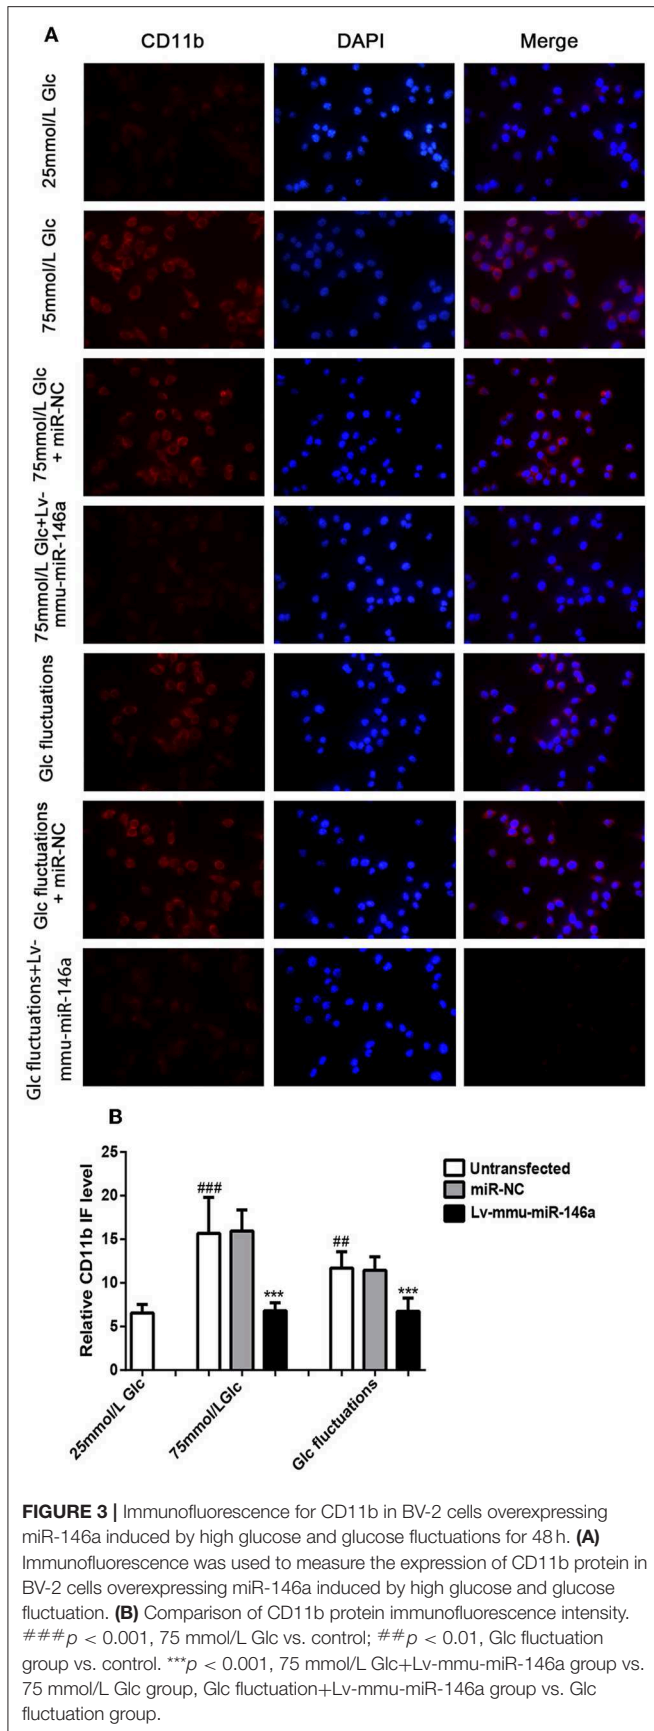 A
CD11b DAPI Merge
25mmol/L Glc
75mmol/L Glc
75mmol/L Glc
+ miR-NC
75mmol/L Glc+Lv-
mmu-miR-146a
Glc fluctuations
Glc fluctuations
+ miR-NC
Glc fluctuations+Lv-
mmu-miR-146a
B
Relative CD11b IF level
25
20
15
10
5
0
###
***
##
***
Untransfected
miR-NC
Lv-mmu-miR-146a
25mmol/L Glc
75mmol/LGlc
Glc fluctuations
FIGURE 3 | Immunofluorescence for CD11b in BV-2 cells overexpressing
miR-146a induced by high glucose and glucose fluctuations for 48 h. (A)
Immunofluorescence was used to measure the expression of CD11b protein in
BV-2 cells overexpressing miR-146a induced by high glucose and glucose
fluctuation. (B) Comparison of CD11b protein immunofluorescence intensity.
###p < 0.001, 75 mmol/L Glc vs. control; ##p < 0.01, Glc fluctuation
group vs. control. ***p < 0.001, 75 mmol/L Glc+Lv-mmu-miR-146a group vs.
75 mmol/L Glc group, Glc fluctuation+Lv-mmu-miR-146a group vs. Glc
fluctuation group.